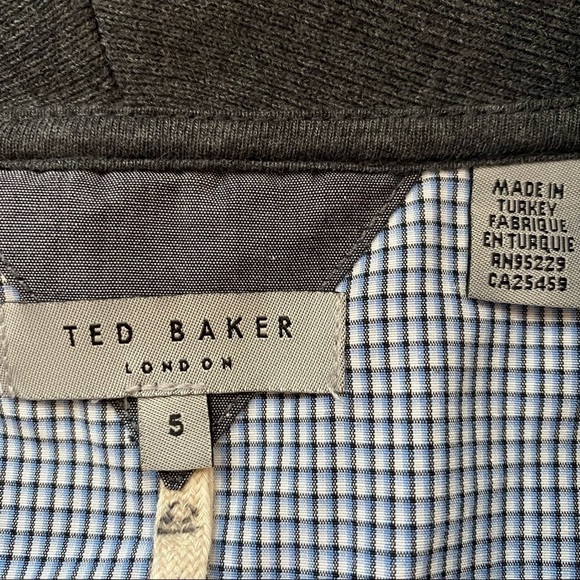 TED BAKER
LONDON
5
MADE IN
TURKEY
FABRIQUE
EN TURQUIE
RN95229
CA25459